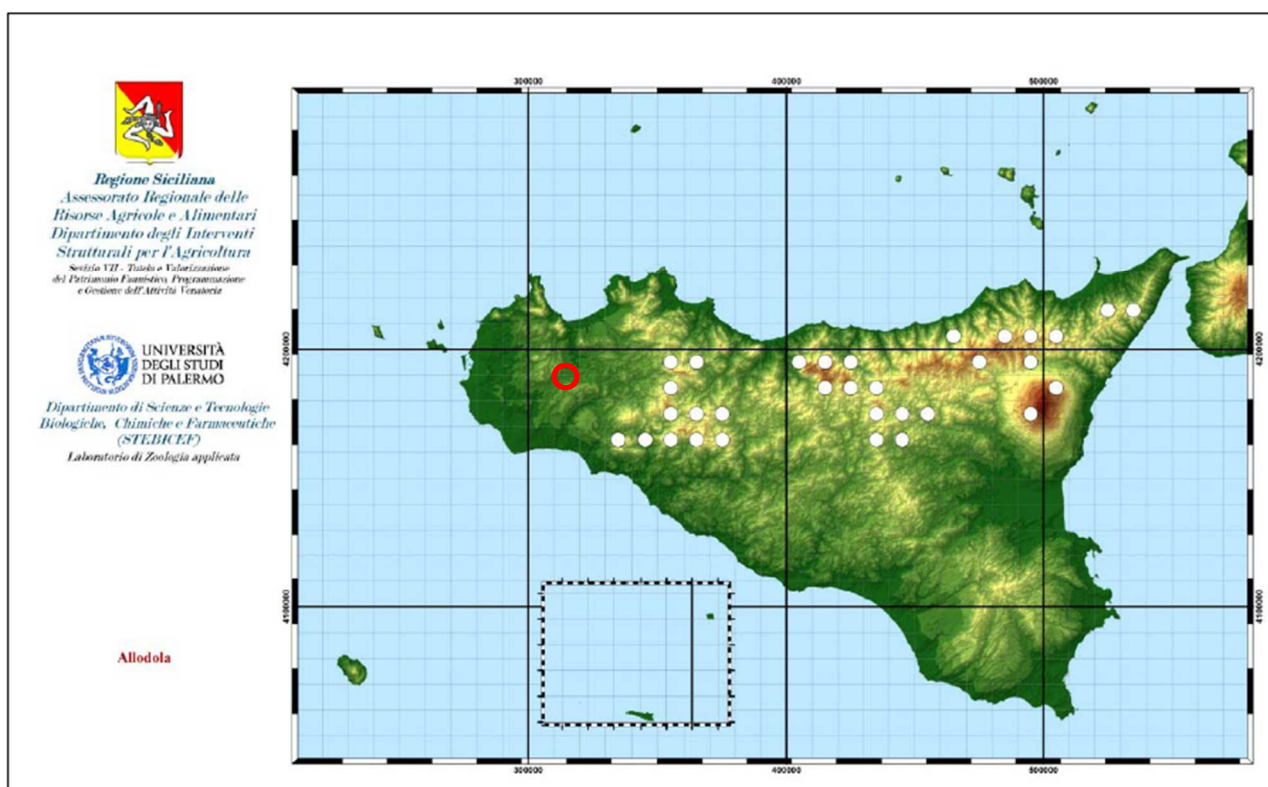 Regione Siciliana
Assessorato Regionale delle
Risorse Agricole e Alimentari
Dipartimento degli Interventi
Strutturali per l'Agricoltura
Servizio VII - Tutela e Valorizzazione
del Patrimonio Faunistico, Programmazione
e Gestione dell'Attività Venatoria
UNIVERSITÀ
DEGLI STUDI
DI PALERMO
Dipartimento di Scienze e Tecnologie
Biologiche, Chimiche e Farmaceutiche
(STEBICEF)
Laboratorio di Zoologia applicata
Allodola
300000
400000
500000
4200000
4100000
4200000
4100000
300000
400000
500000